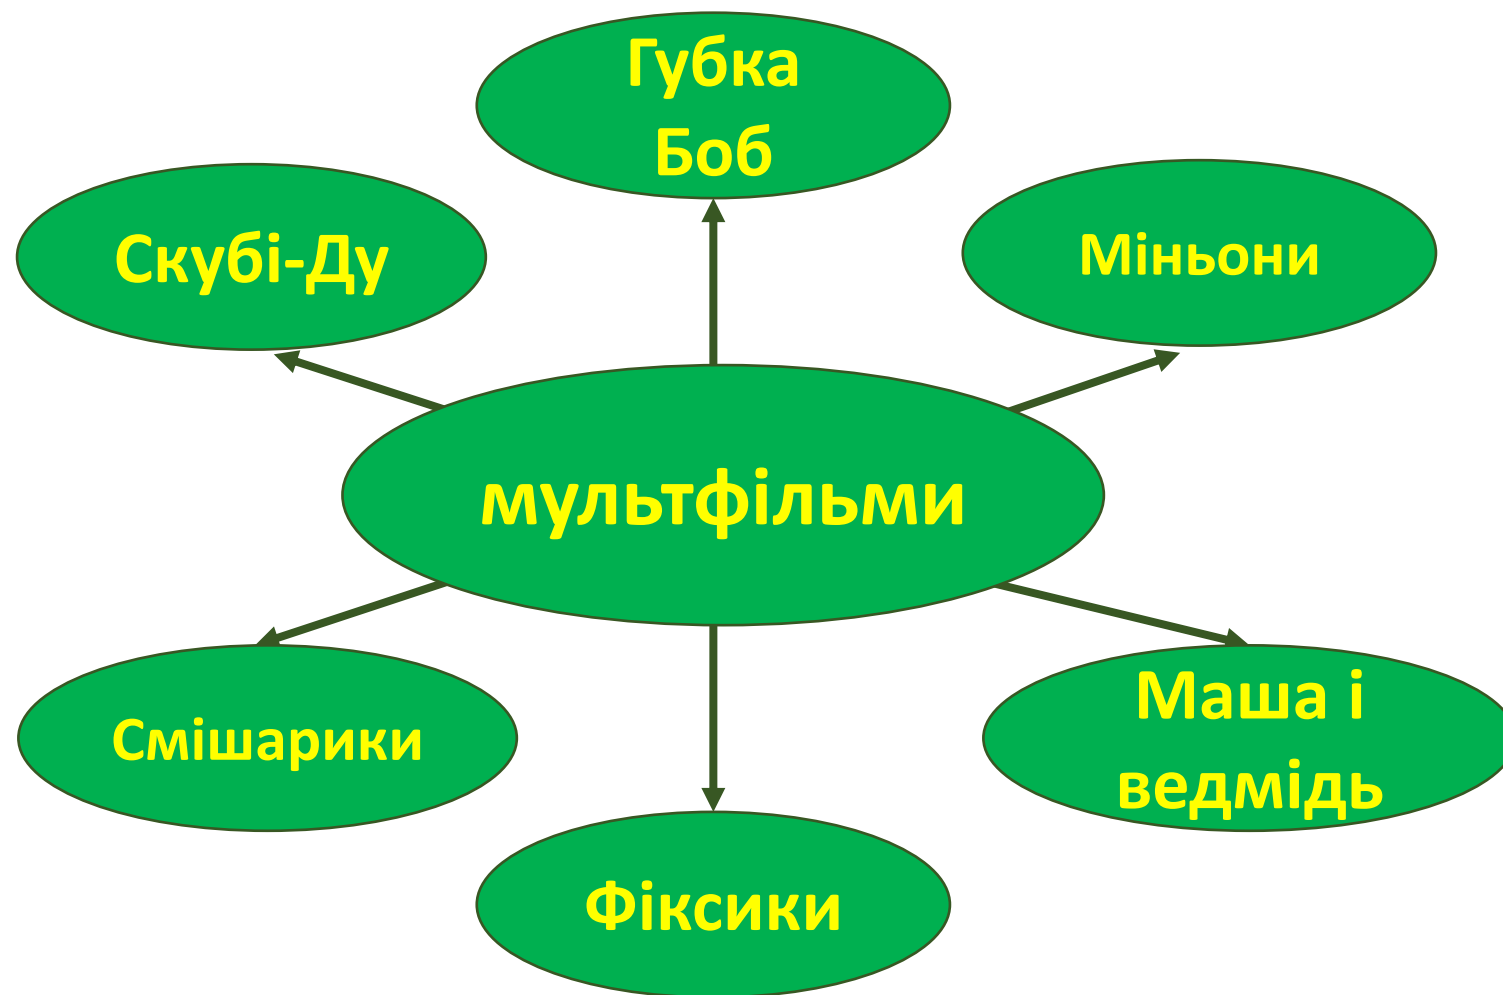 Губка
Боб
Скубі-Ду
Міньони
мультфільми
Смішарики
Маша і
ведмідь
Фіксики